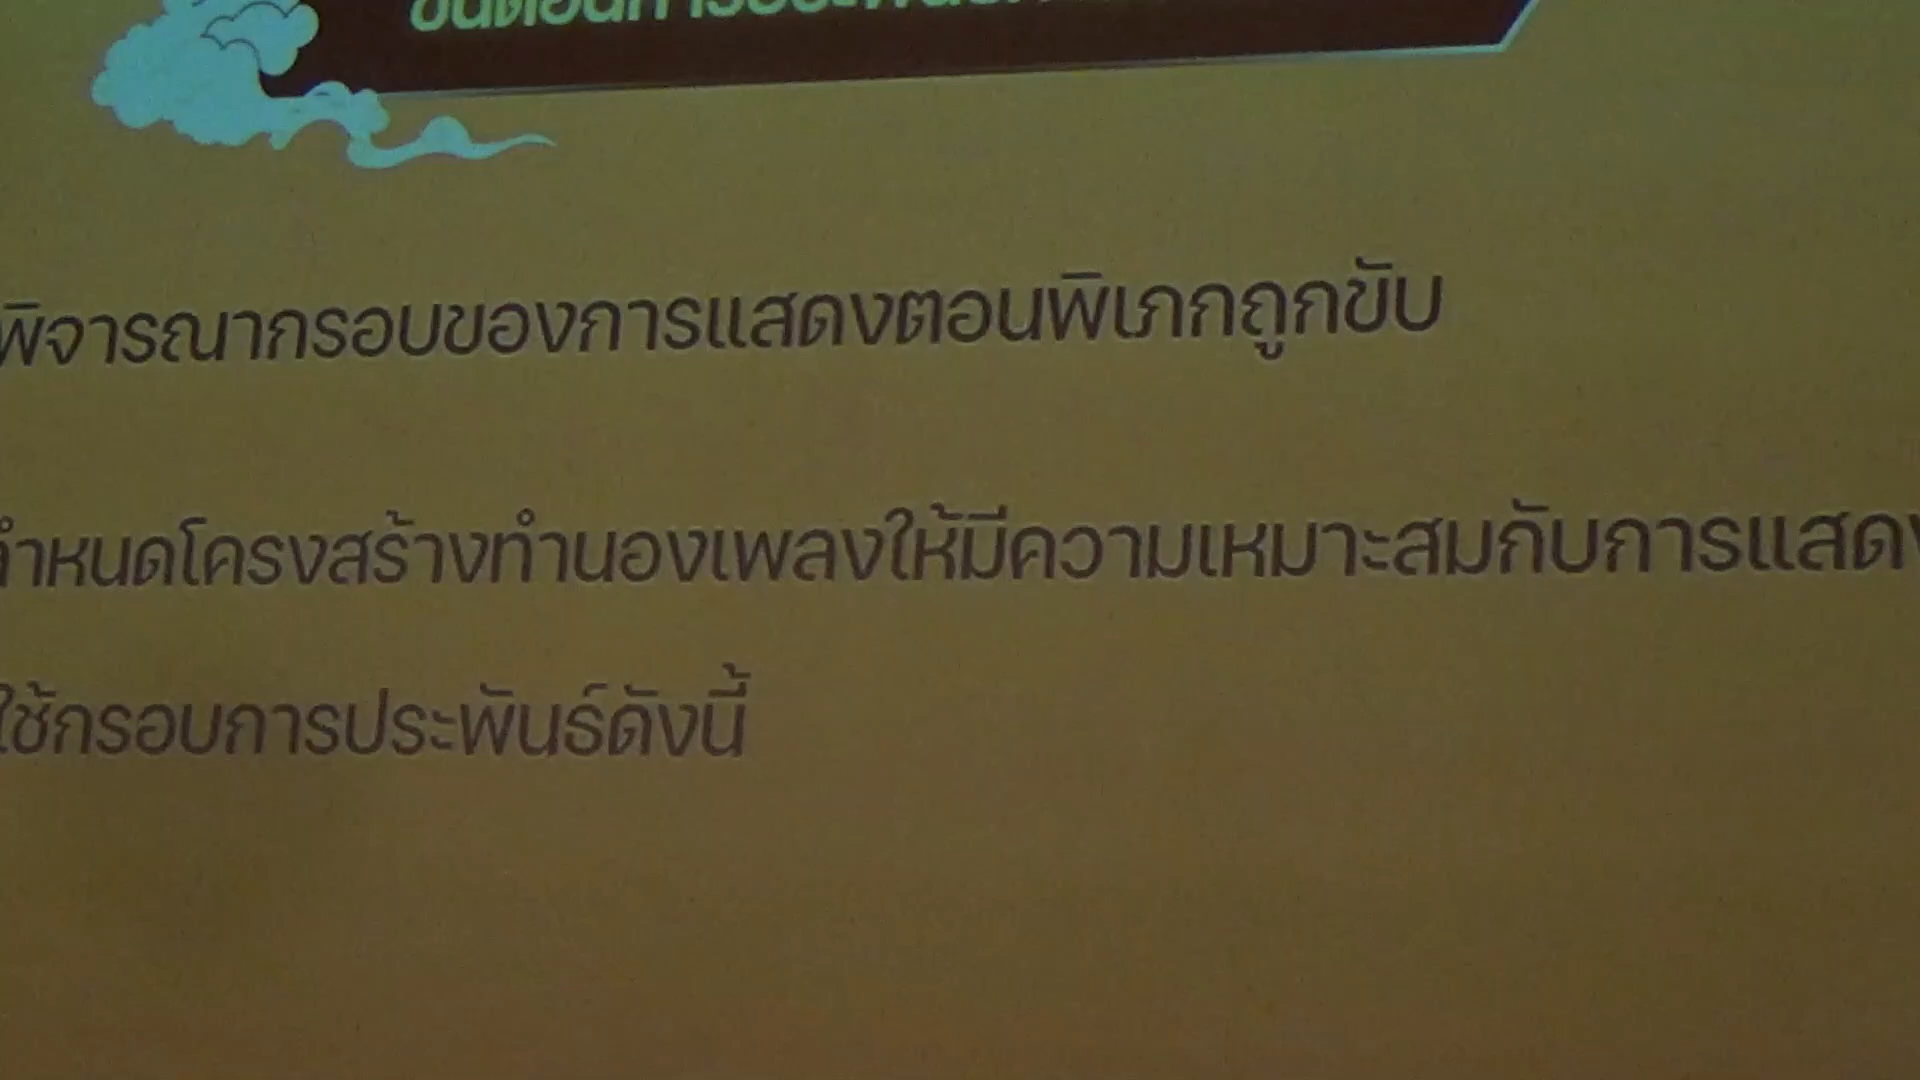 พิจารณากรอบของการแสดงตอนพิเภกถูกขับ
กำหนดโครงสร้างทำนองเพลงให้มีความเหมาะสมกับการแสดง
ใช้กรอบการประพันธ์ดังนี้